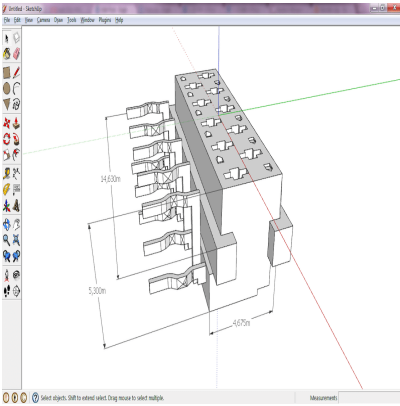 Untitled - SketchUp
File Edit View Camera Draw Tools Window Plugins Help
14,630m
5,300m
4,675m
Select objects. Shift to extend select. Drag mouse to select multiple.
Measurements